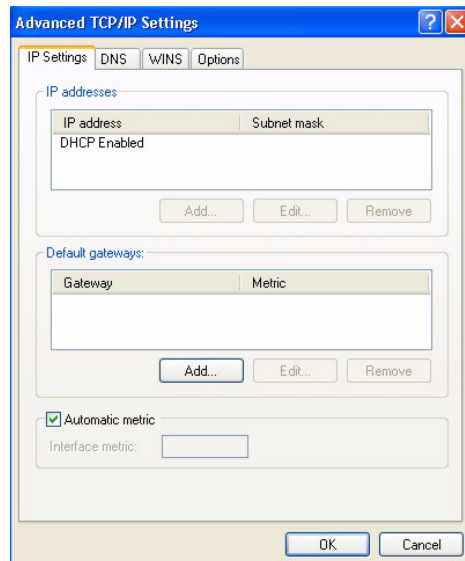 Advanced TCP/IP Settings
IP Settings DNS WINS Options
IP addresses
IP address Subnet mask
DHCP Enabled
Add... Edit... Remove
Default gateways:
Gateway Metric
Add... Edit... Remove
Automatic metric
Interface metric:
OK Cancel